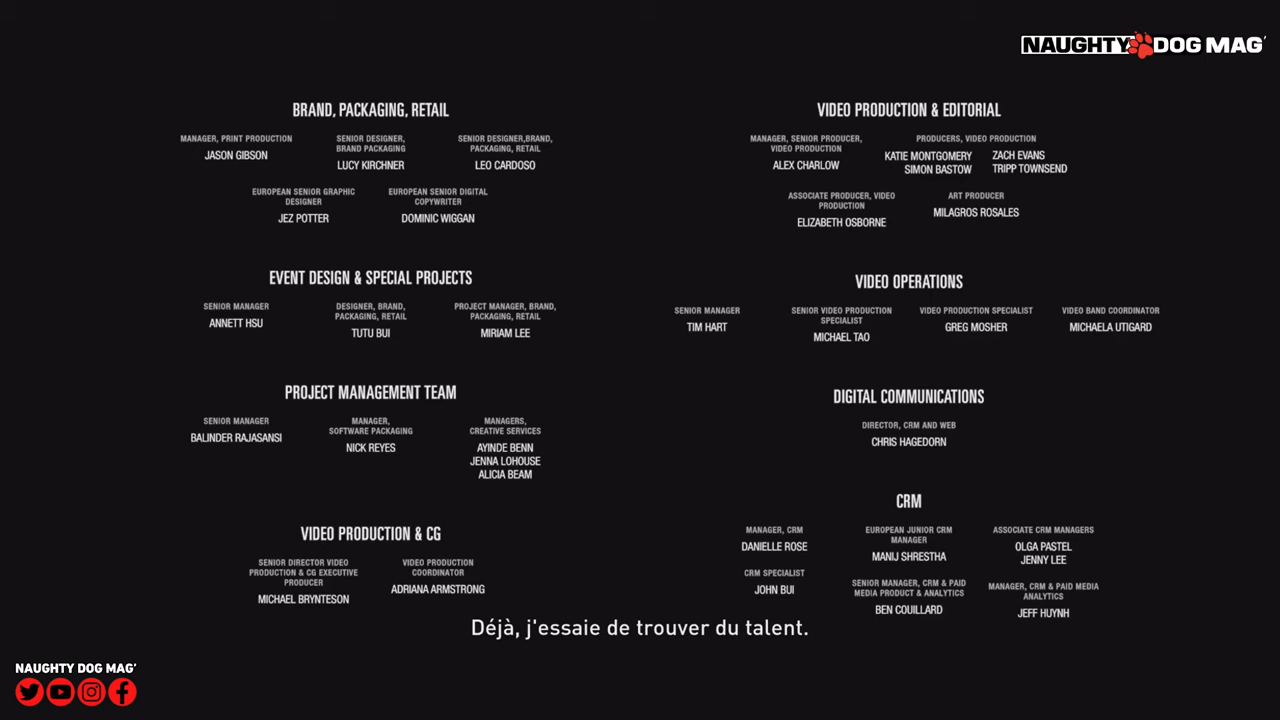 NAUGHTY DOG MAG'
BRAND, PACKAGING, RETAIL
MANAGER, PRINT PRODUCTION
JASON GIBSON
SENIOR DESIGNER,
BRAND PACKAGING
LUCY KIRCHNER
SENIOR DESIGNER,BRAND,
PACKAGING, RETAIL
LEO CARDOSO
EUROPEAN SENIOR GRAPHIC
DESIGNER
JEZ POTTER
EUROPEAN SENIOR DIGITAL
COPYWRITER
DOMINIC WIGGAN
EVENT DESIGN & SPECIAL PROJECTS
SENIOR MANAGER
ANNETT HSU
DESIGNER, BRAND,
PACKAGING, RETAIL
TUTU BUI
PROJECT MANAGER, BRAND,
PACKAGING, RETAIL
MIRIAM LEE
PROJECT MANAGEMENT TEAM
SENIOR MANAGER
BALINDER RAJASANSI
MANAGER,
SOFTWARE PACKAGING
NICK REYES
MANAGERS,
CREATIVE SERVICES
AYINDE BENN
JENNA LOHOUSE
ALICIA BEAM
VIDEO PRODUCTION & CG
SENIOR DIRECTOR VIDEO
PRODUCTION & CG EXECUTIVE
PRODUCER
MICHAEL BRYNTESON
VIDEO PRODUCTION
COORDINATOR
ADRIANA ARMSTRONG
VIDEO PRODUCTION & EDITORIAL
MANAGER, SENIOR PRODUCER,
VIDEO PRODUCTION
ALEX CHARLOW
PRODUCERS, VIDEO PRODUCTION
KATIE MONTGOMERY
SIMON BASTOW
ZACH EVANS
TRIPP TOWNSEND
ASSOCIATE PRODUCER, VIDEO
PRODUCTION
ELIZABETH OSBORNE
ART PRODUCER
MILAGROS ROSALES
VIDEO OPERATIONS
SENIOR MANAGER
TIM HART
SENIOR VIDEO PRODUCTION
SPECIALIST
MICHAEL TAO
VIDEO PRODUCTION SPECIALIST
GREG MOSHER
VIDEO BAND COORDINATOR
MICHAELA UTIGARD
DIGITAL COMMUNICATIONS
DIRECTOR, CRM AND WEB
CHRIS HAGEDORN
CRM
MANAGER, CRM
DANIELLE ROSE
EUROPEAN JUNIOR CRM
MANAGER
MANIJ SHRESTHA
ASSOCIATE CRM MANAGERS
OLGA PASTEL
JENNY LEE
CRM SPECIALIST
JOHN BUI
SENIOR MANAGER, CRM & PAID
MEDIA PRODUCT & ANALYTICS
BEN COUILLARD
MANAGER, CRM & PAID MEDIA
ANALYTICS
JEFF HUYNH
Déjà, j'essaie de trouver du talent.
NAUGHTY DOG MAG'